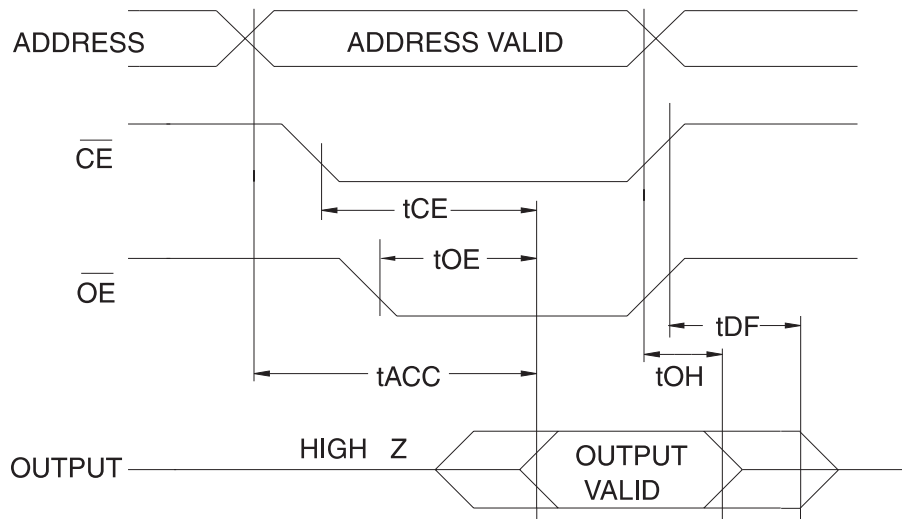 ADDRESS
ADDRESS VALID
CE
tCE
OE
tOE
tDF
tACC
tOH
OUTPUT
HIGH Z
OUTPUT
VALID